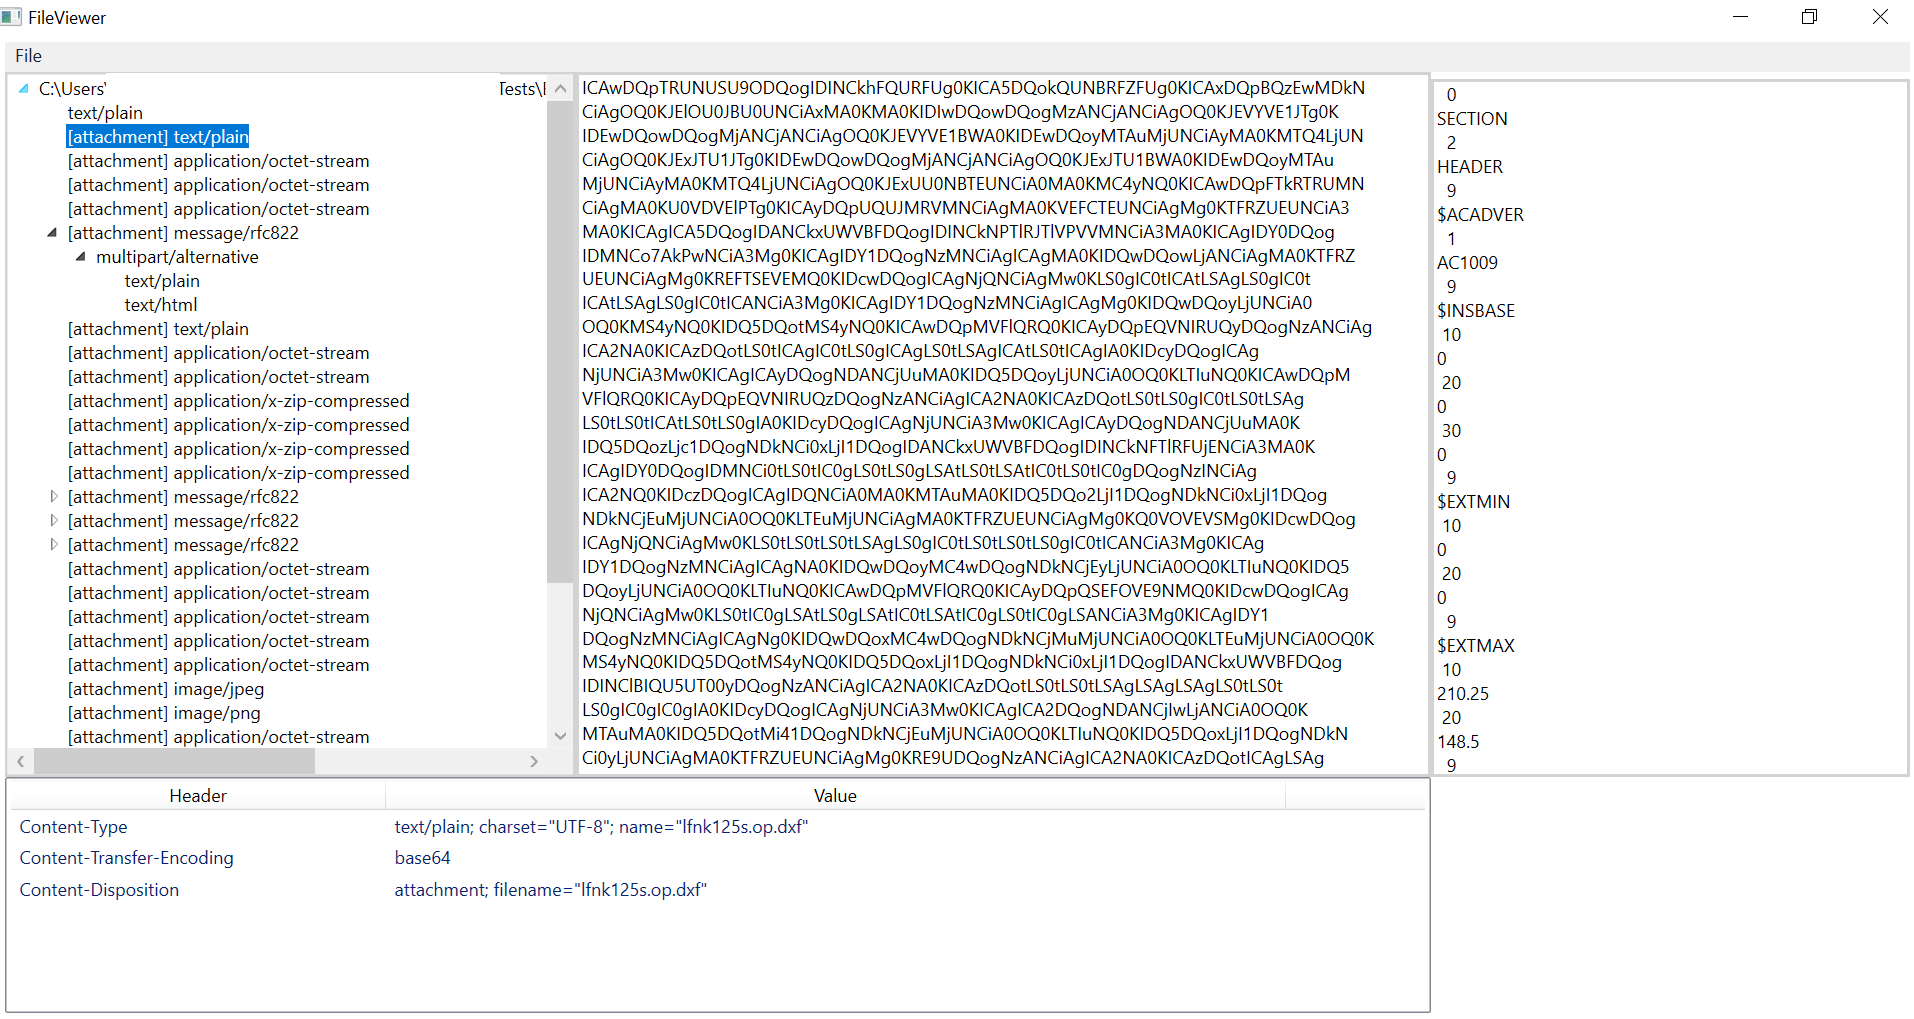 FileViewer
File
C:\Users'
Tests\
text/plain
[attachment] text/plain
[attachment] application/octet-stream
[attachment] application/octet-stream
[attachment] application/octet-stream
[attachment] message/rfc822
multipart/alternative
text/plain
text/html
[attachment] text/plain
[attachment] application/octet-stream
[attachment] application/octet-stream
[attachment] application/x-zip-compressed
[attachment] application/x-zip-compressed
[attachment] application/x-zip-compressed
[attachment] application/x-zip-compressed
[attachment] message/rfc822
[attachment] message/rfc822
[attachment] message/rfc822
[attachment] application/octet-stream
[attachment] application/octet-stream
[attachment] application/octet-stream
[attachment] application/octet-stream
[attachment] application/octet-stream
[attachment] image/jpeg
[attachment] image/png
[attachment] application/octet-stream
ICAwDQpTRUNUSU9ODQogIDINCkhFQURFUg0KICA5DQokQUNBRFZFUg0KICAxDQpBQzEwMDkN
CiAgOQ0KJElOU0JBU0UNCiAxMA0KMA0KIDIwDQowDQogMzANCjANCiAgOQ0KJEVYVE1JTg0K
IDEwDQowDQogMjANCjANCiAgOQ0KJEVYVE1BWA0KIDEwDQoyMTAuMjUNCiAyMA0KMTQ4LjUN
CiAgOQ0KJExJTU1JTg0KIDEwDQowDQogMjANCjANCiAgOQ0KJExJTU1BWA0KIDEwDQoyMTAu
MjUNCiAyMA0KMTQ4LjUNCiAgOQ0KJExUU0NBTEUNCiA0MA0KMC4yNQ0KICAwDQpFTkRTRUMN
CiAgMA0KU0VDVElPTg0KICAyDQpUQUJMRVMNCiAgMA0KVEFCTEUNCiAgMg0KTFRZUEUNCiA3
MA0KICAgICA5DQogIDANCkxUWVBFDQogIDINCkNPTlRJTlVPVVMNCiA3MA0KICAgIDY0DQog
IDMNCo7AkPwNCiA3Mg0KICAgIDY1DQogNzMNCiAgICAgMA0KIDQwDQowLjANCiAgMA0KTFRZ
UEUNCiAgMg0KREFTSEVEMQ0KIDcwDQogICAgNjQNCiAgMw0KLS0gIC0tICAtLSAgLS0gIC0t
ICAtLSAgLS0gIC0tICANCiA3Mg0KICAgIDY1DQogNzMNCiAgICAgMg0KIDQwDQoyLjUNCiA0
OQ0KMS4yNQ0KIDQ5DQotMS4yNQ0KICAwDQpMVFlQRQ0KICAyDQpEQVNIRUQyDQogNzANCiAg
ICA2NA0KICAzDQotLS0tICAgIC0tLS0gICAgLS0tLSAgICAtLS0tICAgIA0KIDcyDQogICAg
NjUNCiA3Mw0KICAgICAyDQogNDANCjUuMA0KIDQ5DQoyLjUNCiA0OQ0KLTIuNQ0KICAwDQpM
VFlQRQ0KICAyDQpEQVNIRUQzDQogNzANCiAgICA2NA0KICAzDQotLS0tLS0gIC0tLS0tLSAg
LS0tLS0tICAtLS0tLS0gIA0KIDcyDQogICAgNjUNCiA3Mw0KICAgICAyDQogNDANCjUuMA0K
IDQ5DQozLjc1DQogNDkNCi0xLjI1DQogIDANCkxUWVBFDQogIDINCkNFTlRFUjENCiA3MA0K
ICAgIDY0DQogIDMNCi0tLS0tIC0gLS0tLS0gLSAtLS0tLSAtIC0tLS0tIC0gDQogNzINCiAg
ICA2NQ0KIDczDQogICAgIDQNCiA0MA0KMTAuMA0KIDQ5DQo2LjI1DQogNDkNCi0xLjI1DQog
NDkNCjEuMjUNCiA0OQ0KLTEuMjUNCiAgMA0KTFRZUEUNCiAgMg0KQ0VOVEVSMg0KIDcwDQog
ICAgNjQNCiAgMw0KLS0tLS0tLS0tLSAgLS0gIC0tLS0tLS0tLS0gIC0tICANCiA3Mg0KICAg
IDY1DQogNzMNCiAgICAgNA0KIDQwDQoyMC4wDQogNDkNCjEyLjUNCiA0OQ0KLTIuNQ0KIDQ5
DQoyLjUNCiA0OQ0KLTIuNQ0KICAwDQpMVFlQRQ0KICAyDQpQSEFOVE9NMQ0KIDcwDQogICAg
NjQNCiAgMw0KLS0tIC0gLSAtLS0gLSAtIC0tLSAtIC0gLS0tIC0gLSANCiA3Mg0KICAgIDY1
DQogNzMNCiAgICAgNg0KIDQwDQoxMC4wDQogNDkNCjMuMjUNCiA0OQ0KLTEuMjUNCiA0OQ0K
MS4yNQ0KIDQ5DQotMS4yNQ0KIDQ5DQoxLjI1DQogNDkNCi0xLjI1DQogIDANCkxUWVBFDQog
IDINClBIQU5UT00yDQogNzANCiAgICA2NA0KICAzDQotLS0tLS0tLSAgLSAgLSAgLS0tLS0t
LS0gIC0gIC0gIA0KIDcyDQogICAgNjUNCiA3Mw0KICAgICA2DQogNDANCjIwLjANCiA0OQ0K
MTAuMA0KIDQ5DQotMi41DQogNDkNCjEuMjUNCiA0OQ0KLTIuNQ0KIDQ5DQoxLjI1DQogNDkN
Ci0yLjUNCiAgMA0KTFRZUEUNCiAgMg0KRE9UDQogNzANCiAgICA2NA0KICAzDQotICAgLSAg
0
SECTION
2
HEADER
9
$ACADVER
1
AC1009
9
$INSBASE
10
0
20
0
30
0
9
$EXTMIN
10
0
20
0
9
$EXTMAX
10
210.25
20
148.5
9
Header Value
Content-Type text/plain; charset="UTF-8"; name="lfnk125s.op.dxf"
Content-Transfer-Encoding base64
Content-Disposition attachment; filename="lfnk125s.op.dxf"